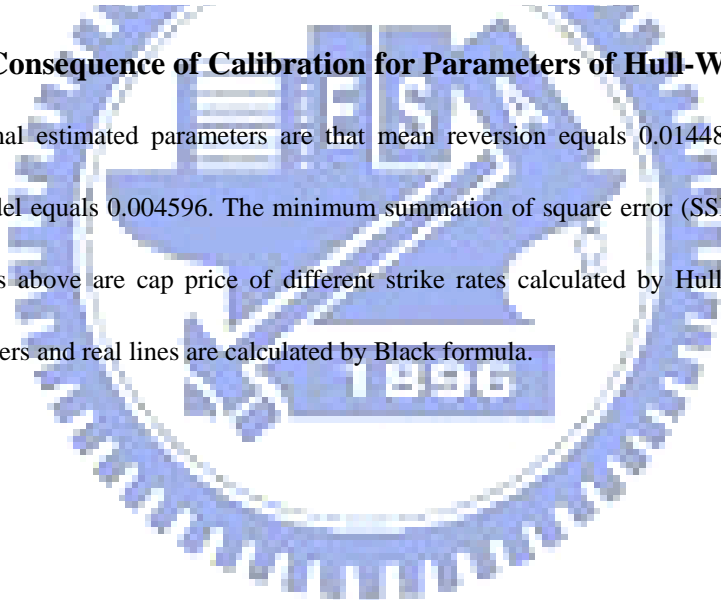 Consequence of Calibration for Parameters of Hull-W
nal estimated parameters are that mean reversion equals 0.01448
del equals 0.004596. The minimum summation of square error (SS
s above are cap price of different strike rates calculated by Hull
ers and real lines are calculated by Black formula.
E S
1896